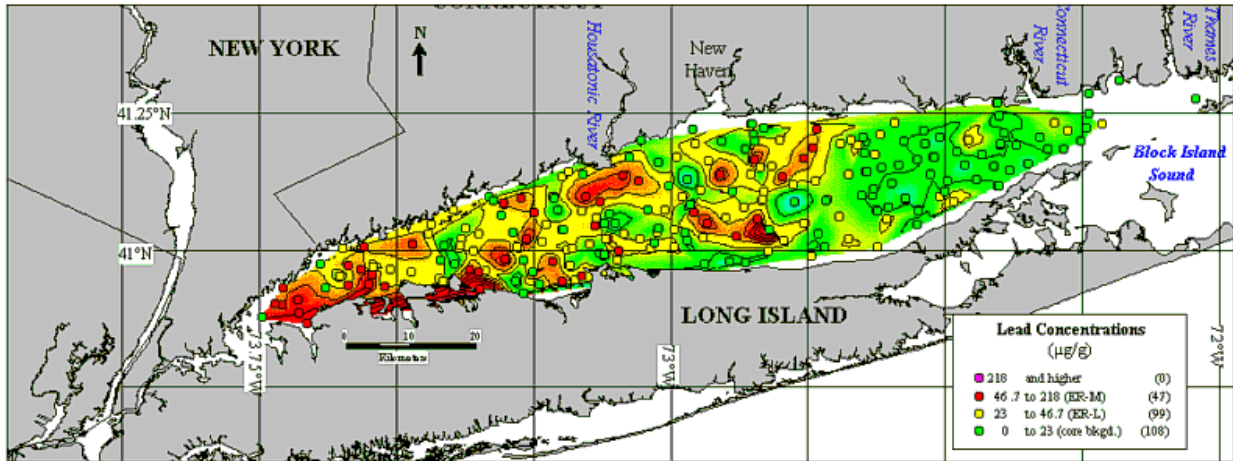 CONNECTICUT
NEW YORK
N
Housatonic River
New
Haven
Connecticut
River
Thames
River
41.25°N
Block Island
Sound
41°N
LONG ISLAND
0 10 20
Kilometers
73.75°W
73°W
72°W
Lead Concentrations
(µg/g)
218 and higher (0)
46.7 to 218 (ER-M) (47)
23 to 46.7 (ER-L) (99)
0 to 23 (core bkgd.) (108)